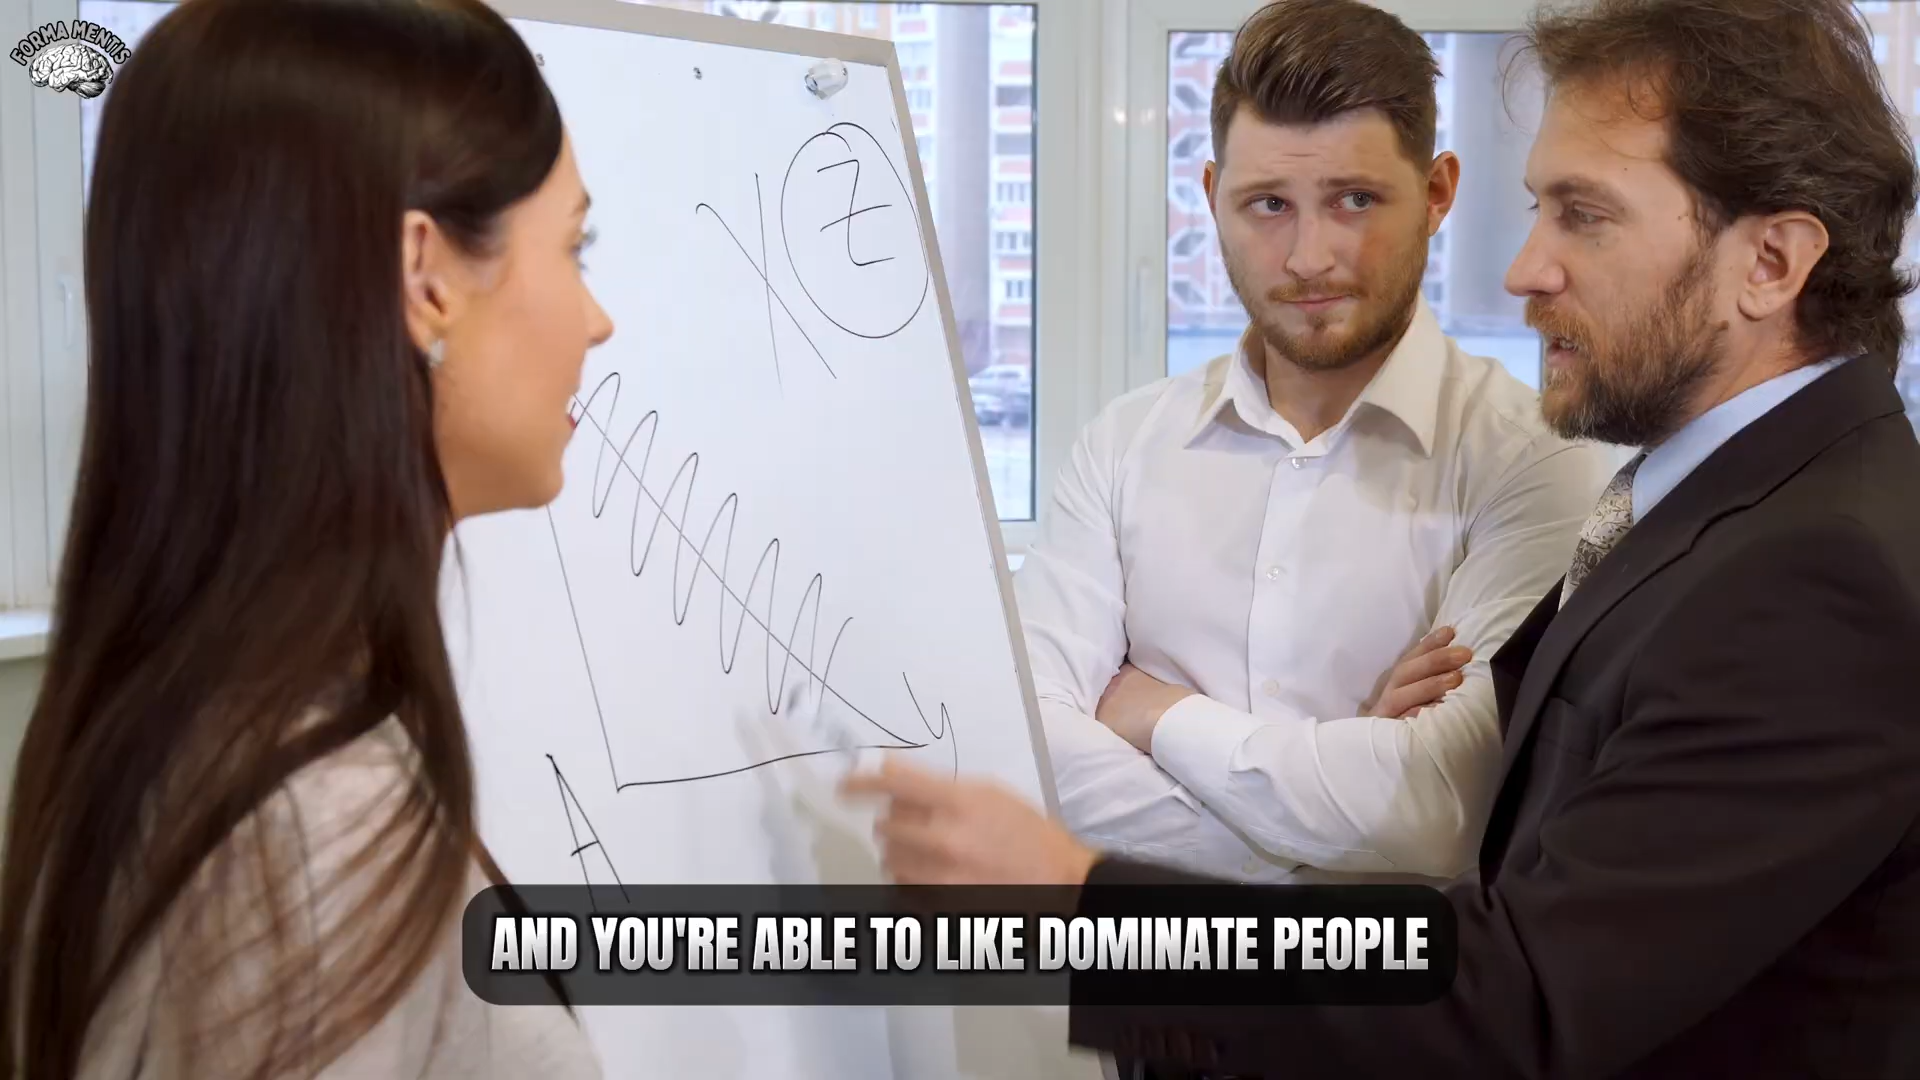 FORMA MENTIS
X Z
y
A
AND YOU'RE ABLE TO LIKE DOMINATE PEOPLE